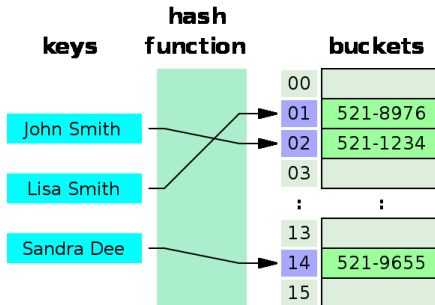 hash
keys function buckets
00
01 521-8976
John Smith 02 521-1234
03
Lisa Smith
: :
13
Sandra Dee 14 521-9655
15